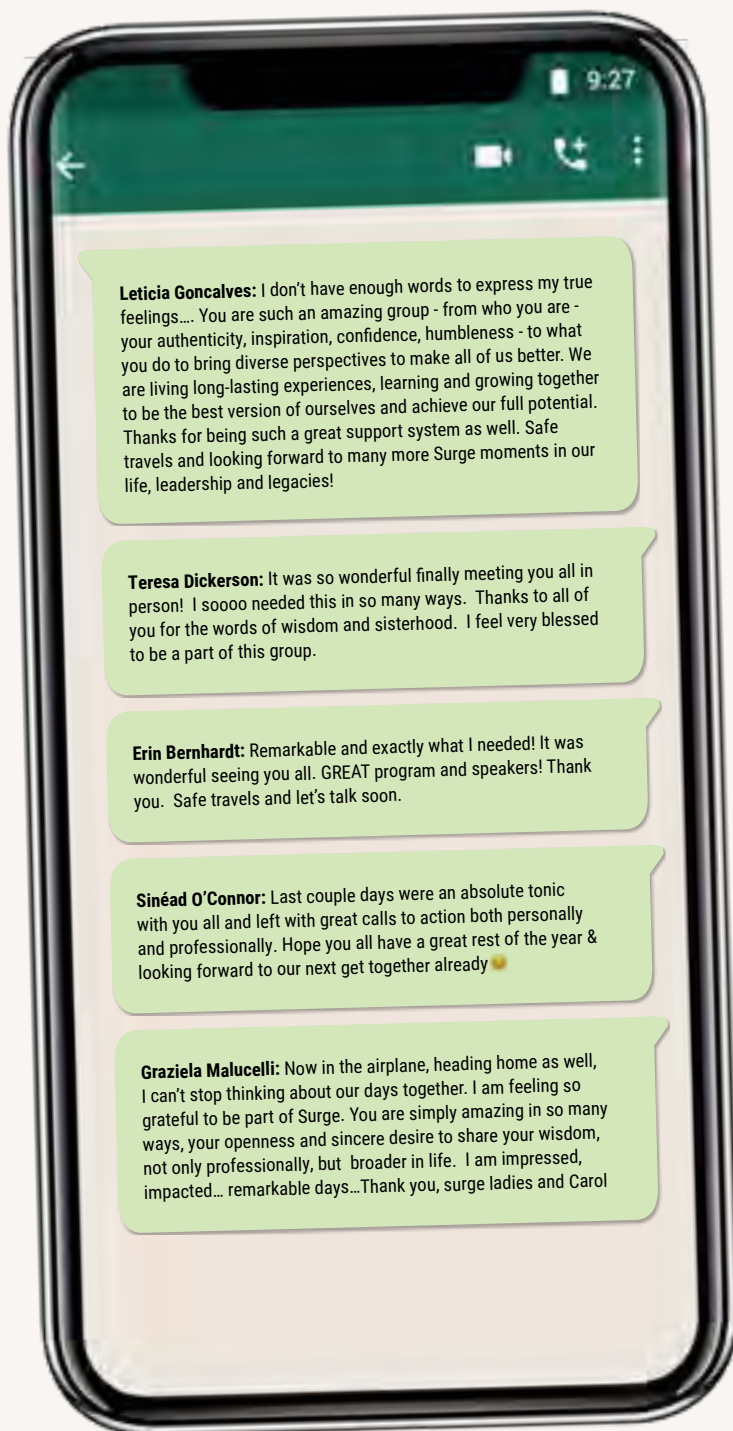 9:27
Leticia Goncalves: I don’t have enough words to express my true
feelings…. You are such an amazing group - from who you are -
your authenticity, inspiration, confidence, humbleness - to what
you do to bring diverse perspectives to make all of us better. We
are living long-lasting experiences, learning and growing together
to be the best version of ourselves and achieve our full potential.
Thanks for being such a great support system as well. Safe
travels and looking forward to many more Surge moments in our
life, leadership and legacies!
Teresa Dickerson: It was so wonderful finally meeting you all in
person!  I soooo needed this in so many ways.  Thanks to all of
you for the words of wisdom and sisterhood.  I feel very blessed
to be a part of this group.
Erin Bernhardt: Remarkable and exactly what I needed! It was
wonderful seeing you all. GREAT program and speakers! Thank
you.  Safe travels and let’s talk soon.
Sinéad O’Connor: Last couple days were an absolute tonic
with you all and left with great calls to action both personally
and professionally. Hope you all have a great rest of the year &
looking forward to our next get together already
Graziela Malucelli: Now in the airplane, heading home as well,
I can’t stop thinking about our days together. I am feeling so
grateful to be part of Surge. You are simply amazing in so many
ways, your openness and sincere desire to share your wisdom,
not only professionally, but  broader in life.  I am impressed,
impacted… remarkable days…Thank you, surge ladies and Carol